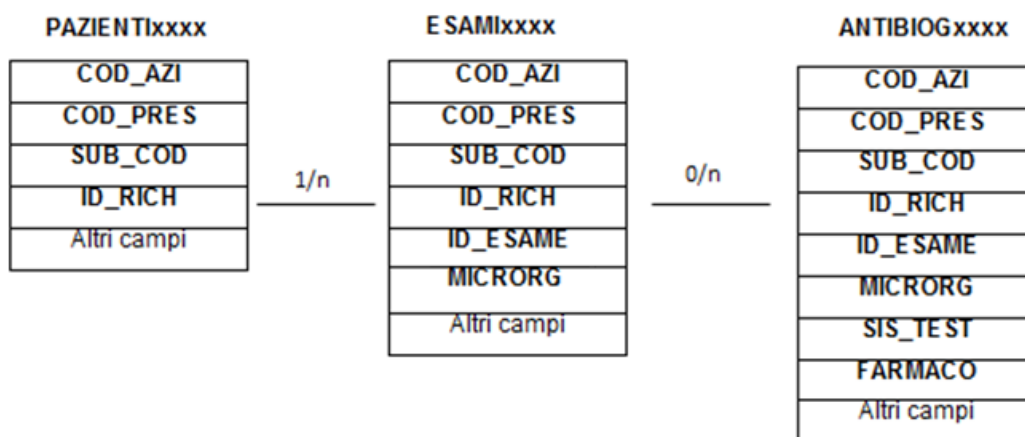 PAZIENTIxxxx
COD_AZI
COD_PRES
SUB_COD
ID_RICH
Altri campi
1/n
ESAMIxxxx
COD_AZI
COD_PRES
SUB_COD
ID_RICH
ID_ESAME
MICRORG
Altri campi
0/n
ANTIBIOGxxxx
COD_AZI
COD_PRES
SUB_COD
ID_RICH
ID_ESAME
MICRORG
SIS_TEST
FARMACO
Altri campi